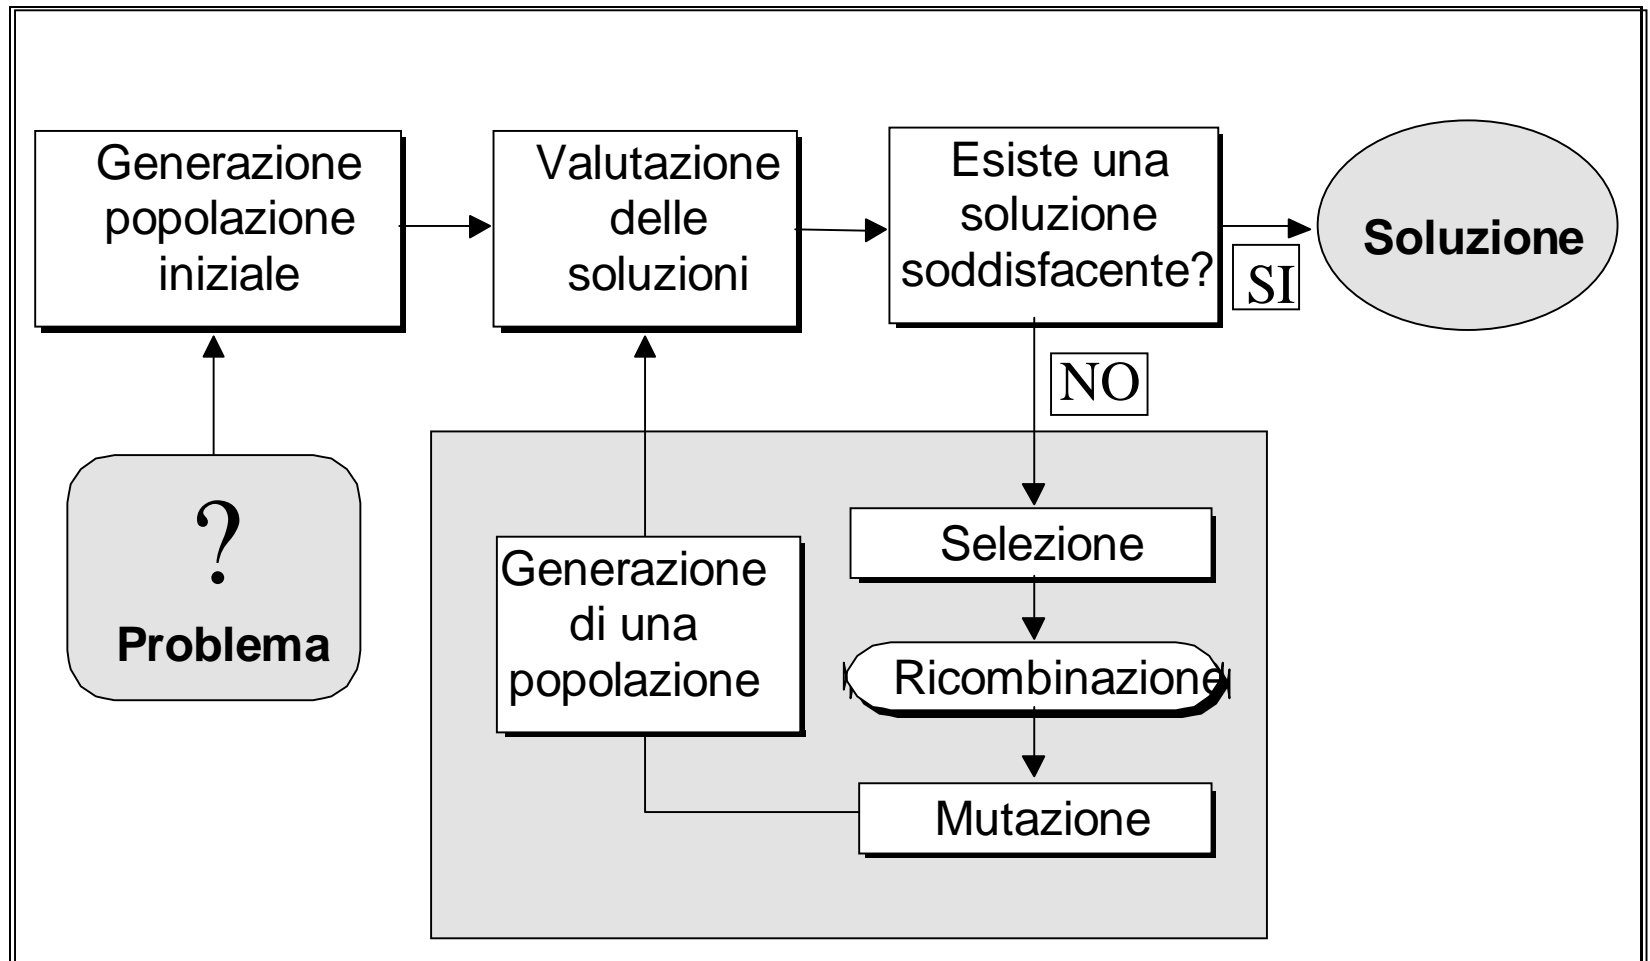 Generazione
popolazione
iniziale
Valutazione
delle
soluzioni
Esiste una
soluzione
soddisfacente?
SI
Soluzione
NO
?
Problema
Generazione
di una
popolazione
Selezione
Ricombinazione
Mutazione